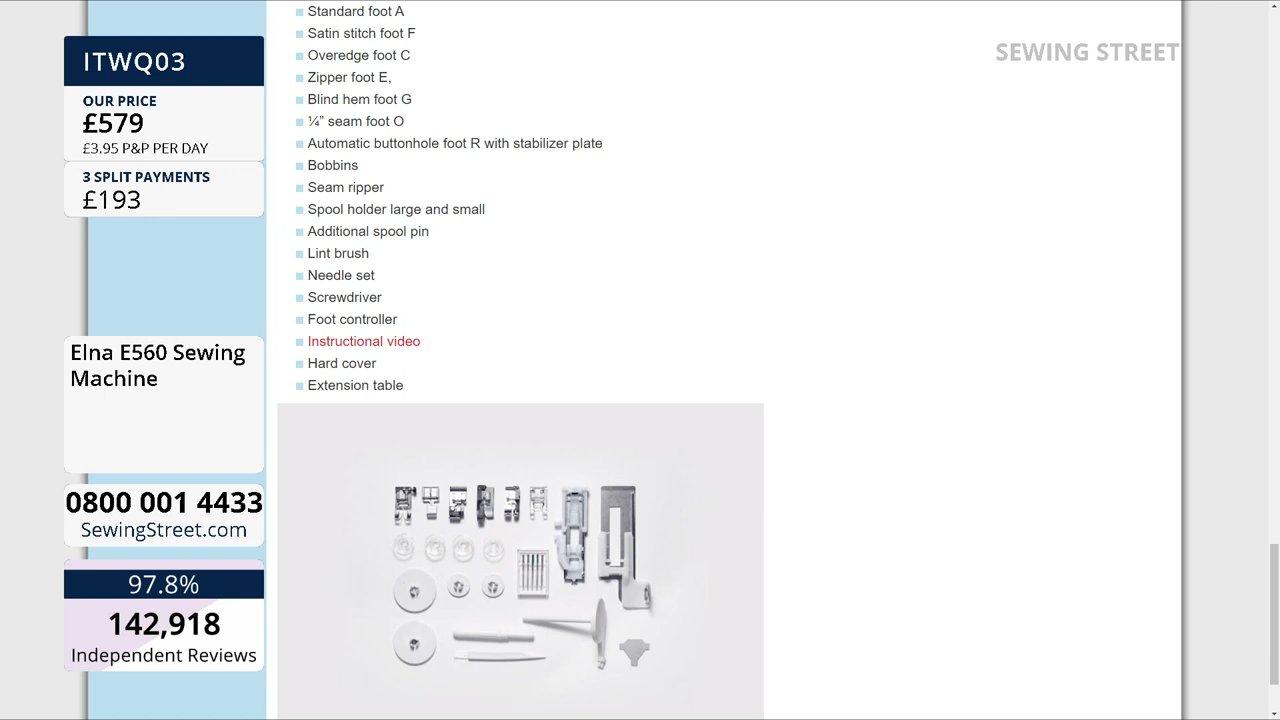 ITWQ03
OUR PRICE
£579
£3.95 P&P PER DAY
3 SPLIT PAYMENTS
£193
Elna E560 Sewing
Machine
0800 001 4433
SewingStreet.com
97.8%
142,918
Independent Reviews
Standard foot A
Satin stitch foot F
Overedge foot C
Zipper foot E,
Blind hem foot G
¼” seam foot O
Automatic buttonhole foot R with stabilizer plate
Bobbins
Seam ripper
Spool holder large and small
Additional spool pin
Lint brush
Needle set
Screwdriver
Foot controller
Instructional video
Hard cover
Extension table
SEWING STREET